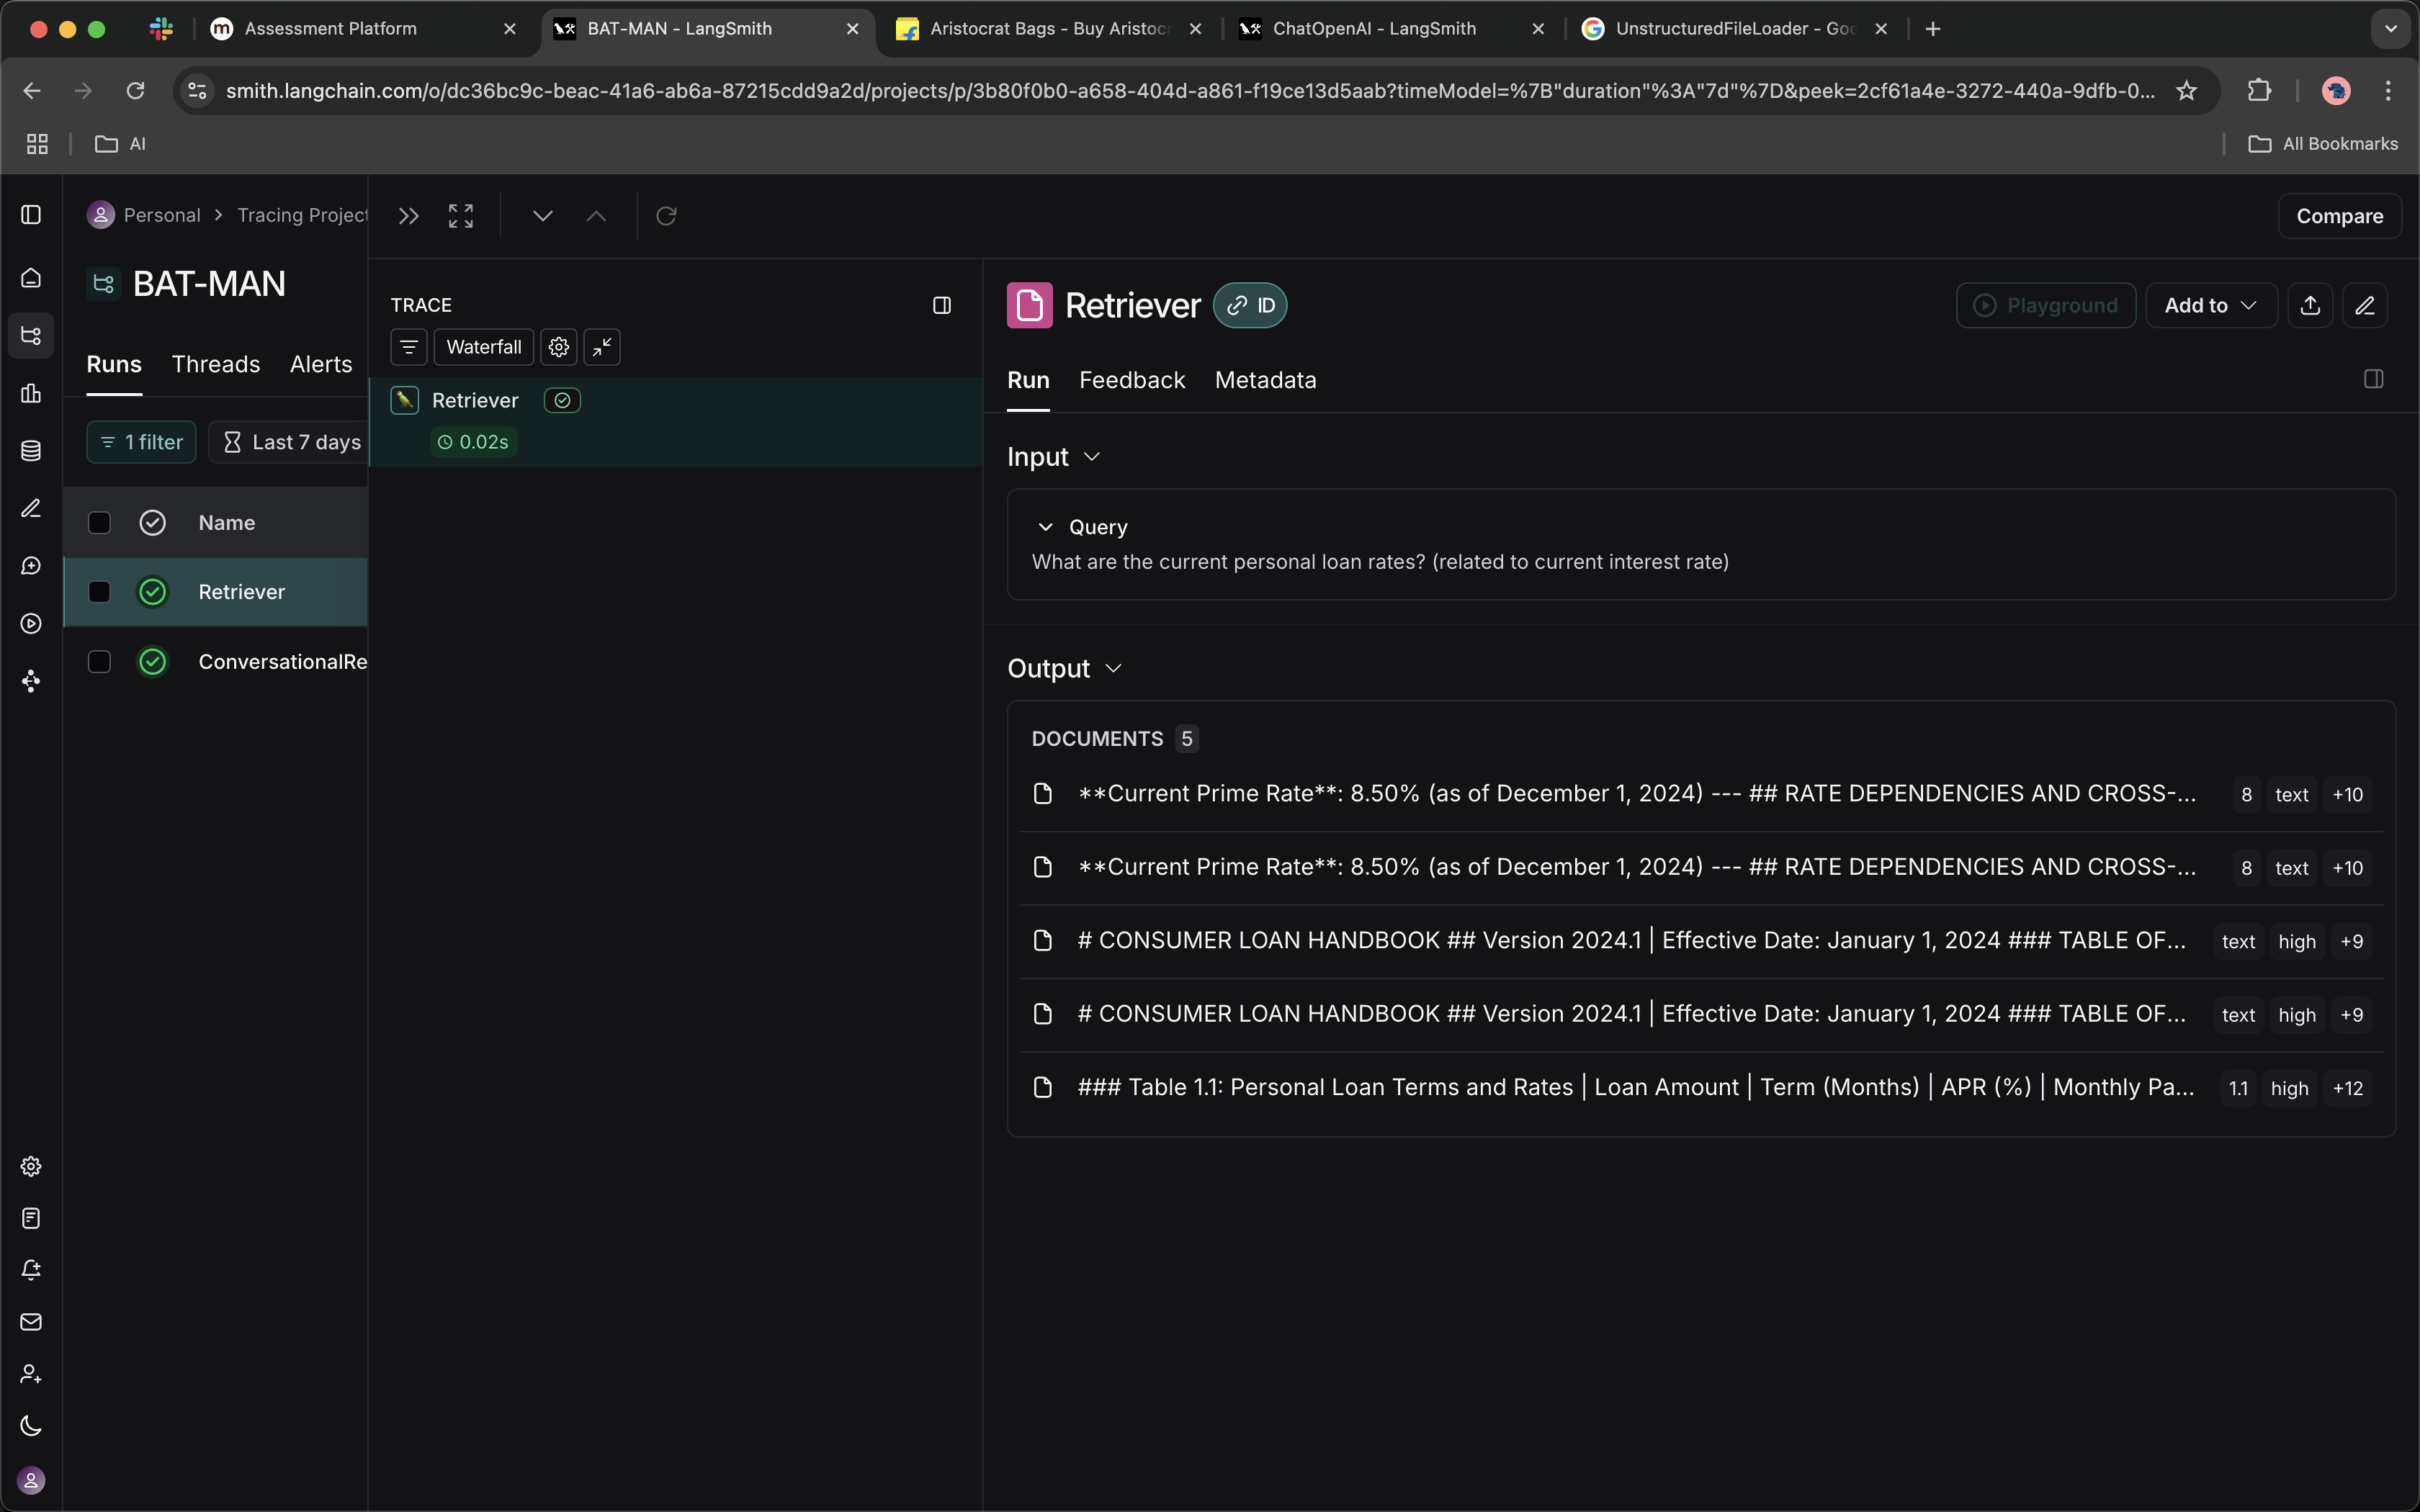 Assessment Platform
BAT-MAN - LangSmith
Aristocrat Bags - Buy Aristocr
ChatOpenAI - LangSmith
UnstructuredFileLoader - Goo
smith.langchain.com/o/dc36bc9c-beac-41a6-ab6a-87215cdd9a2d/projects/p/3b80f0b0-a658-404d-a861-f19ce13d5aab?timeModel=%7B"duration"%3A"7d"%7D&peek=2cf61a4e-3272-440a-9dfb-0...
AI
All Bookmarks
Personal > Tracing Project
Compare
BAT-MAN
Runs Threads Alerts
1 filter Last 7 days
Name
Retriever
ConversationalRe
TRACE
Waterfall
Retriever
0.02s
Retriever ID
Playground Add to
Run Feedback Metadata
Input
Query
What are the current personal loan rates? (related to current interest rate)
Output
DOCUMENTS 5
**Current Prime Rate**: 8.50% (as of December 1, 2024) --- ## RATE DEPENDENCIES AND CROSS-... 8 text +10
**Current Prime Rate**: 8.50% (as of December 1, 2024) --- ## RATE DEPENDENCIES AND CROSS-... 8 text +10
# CONSUMER LOAN HANDBOOK ## Version 2024.1 | Effective Date: January 1, 2024 ### TABLE OF... text high +9
# CONSUMER LOAN HANDBOOK ## Version 2024.1 | Effective Date: January 1, 2024 ### TABLE OF... text high +9
### Table 1.1: Personal Loan Terms and Rates | Loan Amount | Term (Months) | APR (%) | Monthly Pa... 1.1 high +12